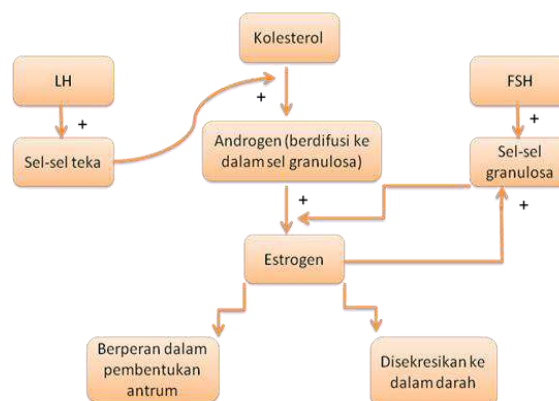 Kolesterol
LH
FSH
+
+
+
Sel-sel teka
Androgen (berdifusi ke
dalam sel granulosa)
Sel-sel
granulosa
+
+
Estrogen
Berperan dalam
pembentukan
antrum
Disekresikan ke
dalam darah